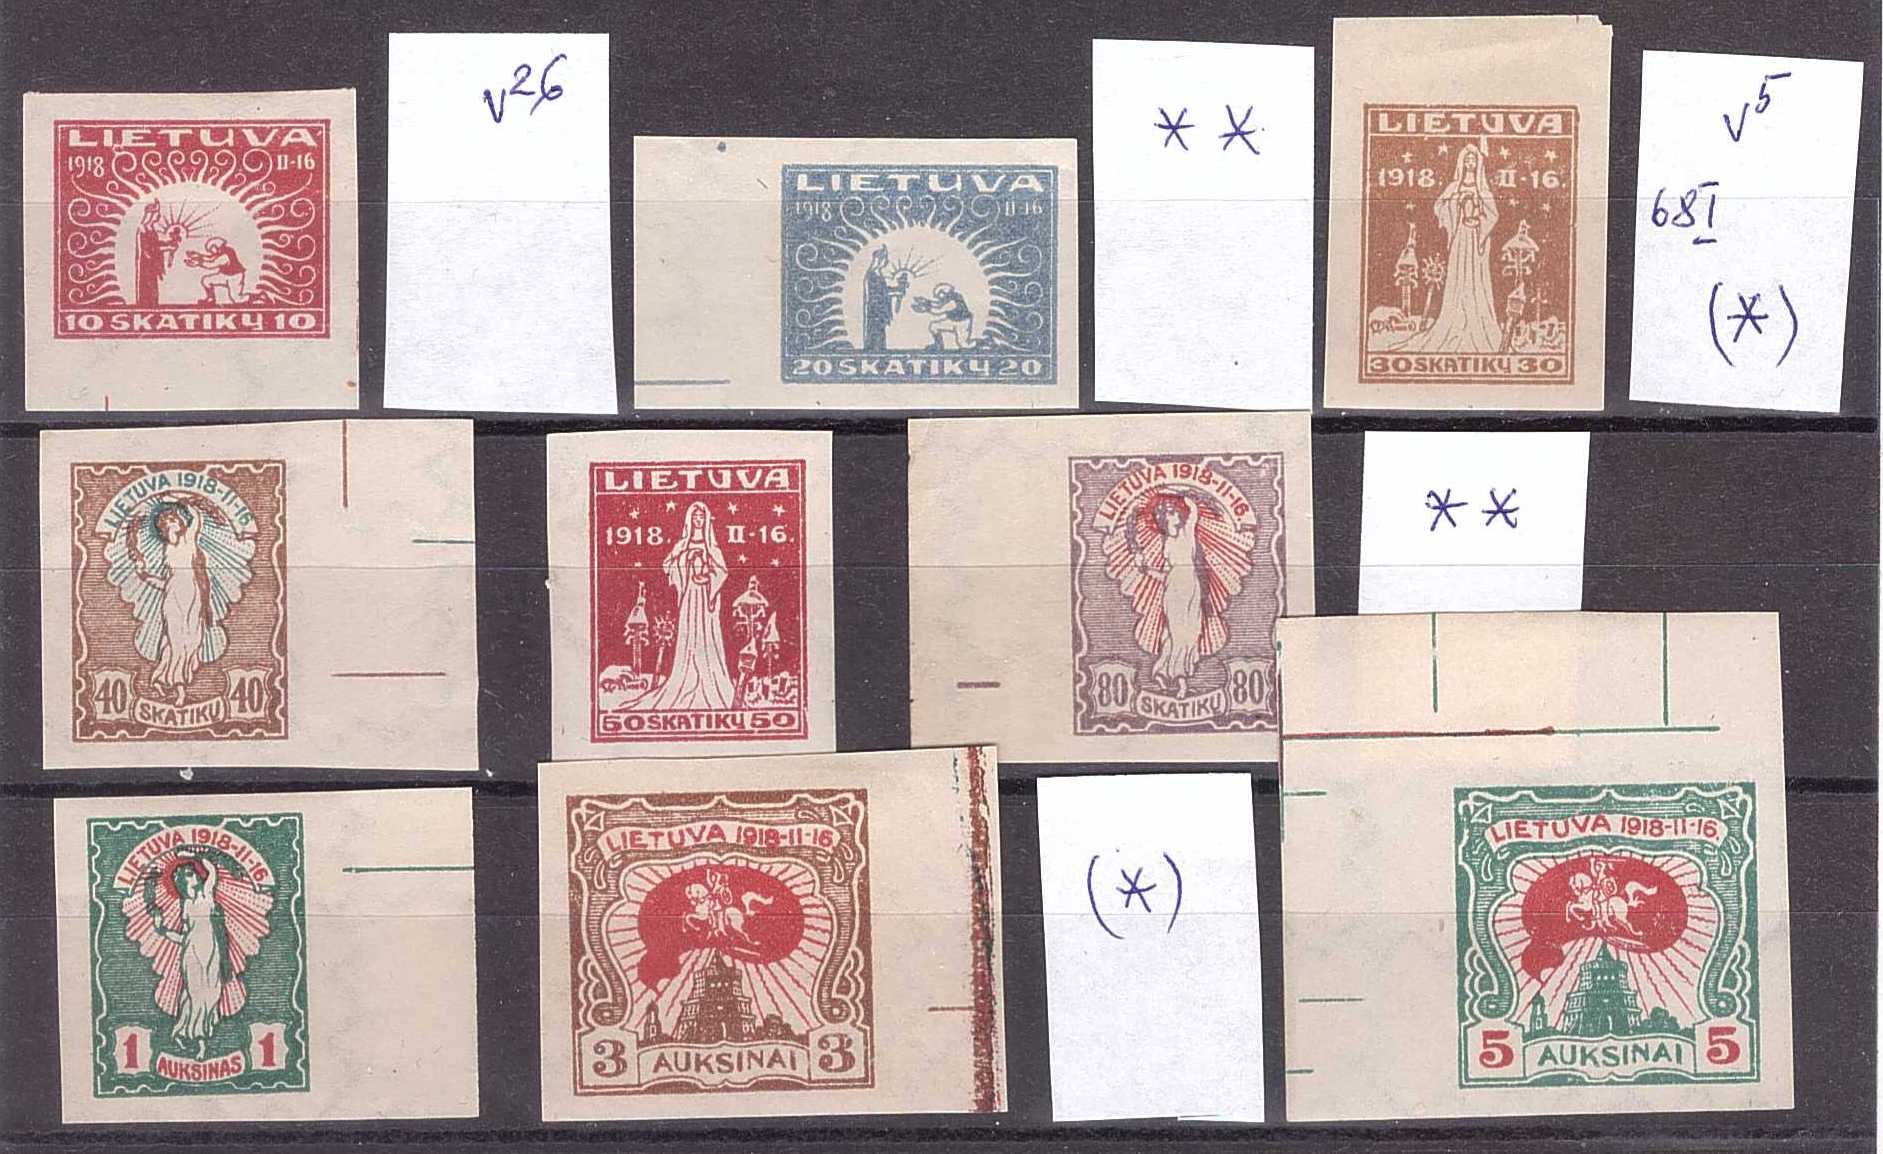 LIETUVA
1918 II-16
10 SKATIKŲ 10
v26
LIETUVA
1918 II-16
20 SKATIKŲ 20
* *
LIETUVA
1918. II-16.
30 SKATIKŲ 30
v5
68I
(*)
LIETUVA 1918-II-16.
40 SKATIKŲ 40
LIETUVA
1918. II-16.
50 SKATIKŲ 50
LIETUVA 1918-II-16.
80 SKATIKŲ 80
* *
LIETUVA 1918-II-16.
1 AUKSINAS 1
LIETUVA 1918-II-16.
3 AUKSINAI 3
(*)
LIETUVA 1918-II-16.
5 AUKSINAI 5